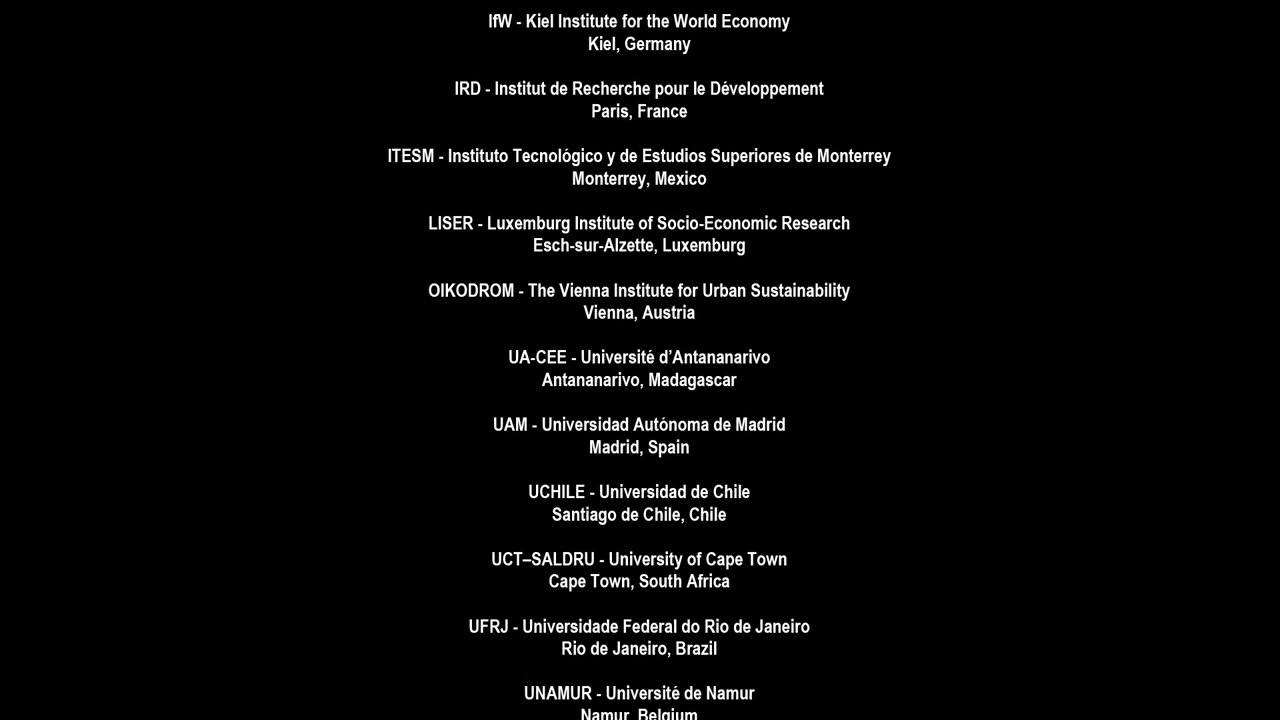 IfW - Kiel Institute for the World Economy
Kiel, Germany
IRD - Institut de Recherche pour le Développement
Paris, France
ITESM - Instituto Tecnológico y de Estudios Superiores de Monterrey
Monterrey, Mexico
LISER - Luxemburg Institute of Socio-Economic Research
Esch-sur-Alzette, Luxemburg
OIKODROM - The Vienna Institute for Urban Sustainability
Vienna, Austria
UA-CEE - Université d’Antananarivo
Antananarivo, Madagascar
UAM - Universidad Autónoma de Madrid
Madrid, Spain
UCHILE - Universidad de Chile
Santiago de Chile, Chile
UCT–SALDRU - University of Cape Town
Cape Town, South Africa
UFRJ - Universidade Federal do Rio de Janeiro
Rio de Janeiro, Brazil
UNAMUR - Université de Namur
Namur, Belgium